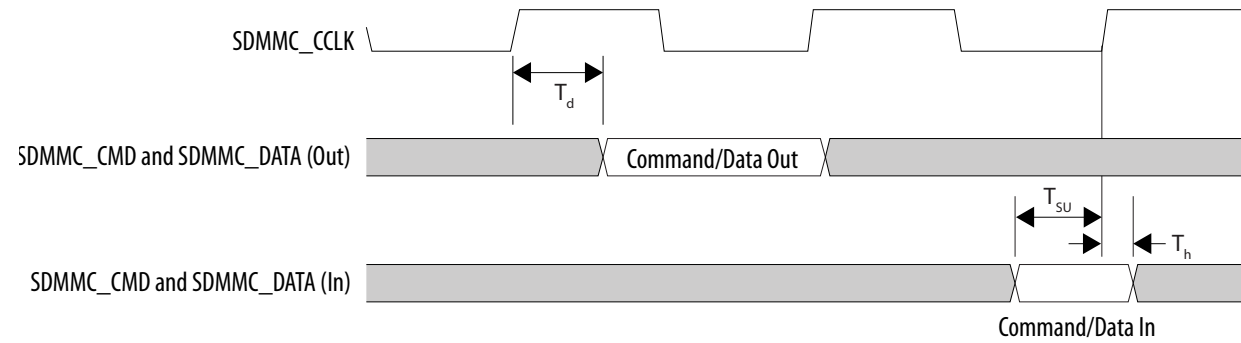 SDMMC_CCLK
T_d
SDMMC_CMD and SDMMC_DATA (Out)
Command/Data Out
T_SU
T_h
SDMMC_CMD and SDMMC_DATA (In)
Command/Data In